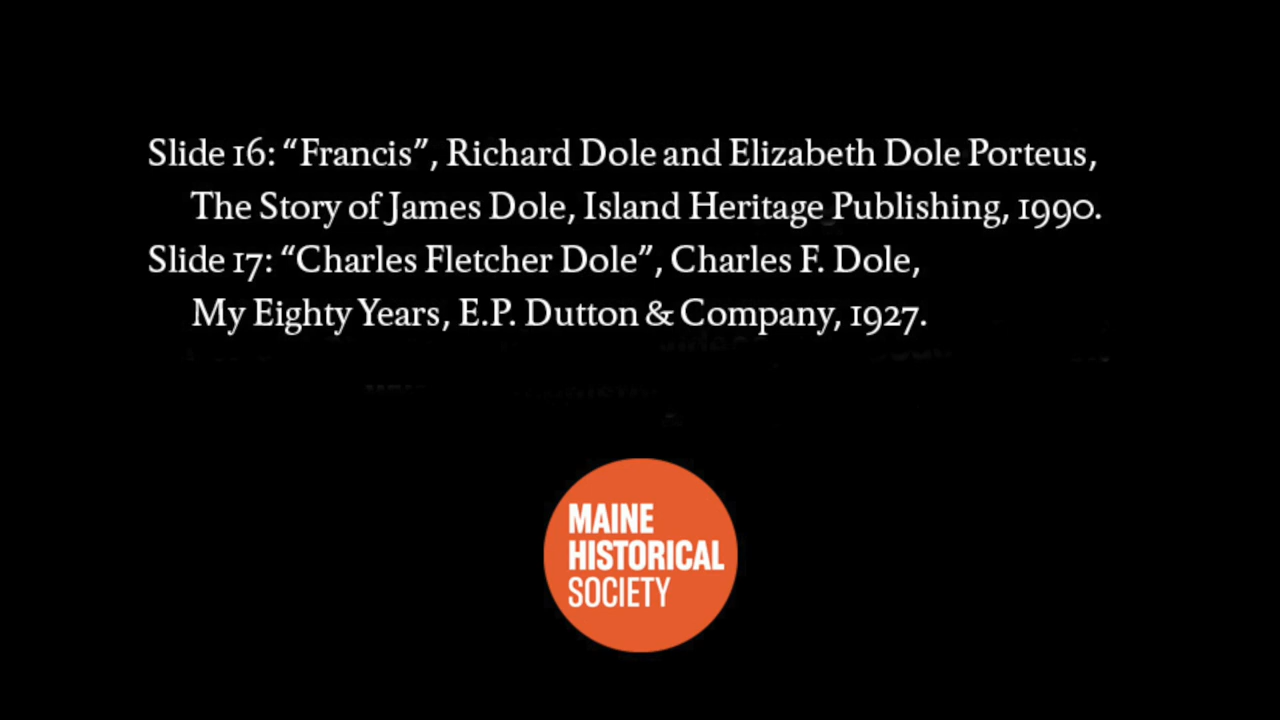 Slide 16: “Francis”, Richard Dole and Elizabeth Dole Porteus,
The Story of James Dole, Island Heritage Publishing, 1990.
Slide 17: “Charles Fletcher Dole”, Charles F. Dole,
My Eighty Years, E.P. Dutton & Company, 1927.
MAINE
HISTORICAL
SOCIETY